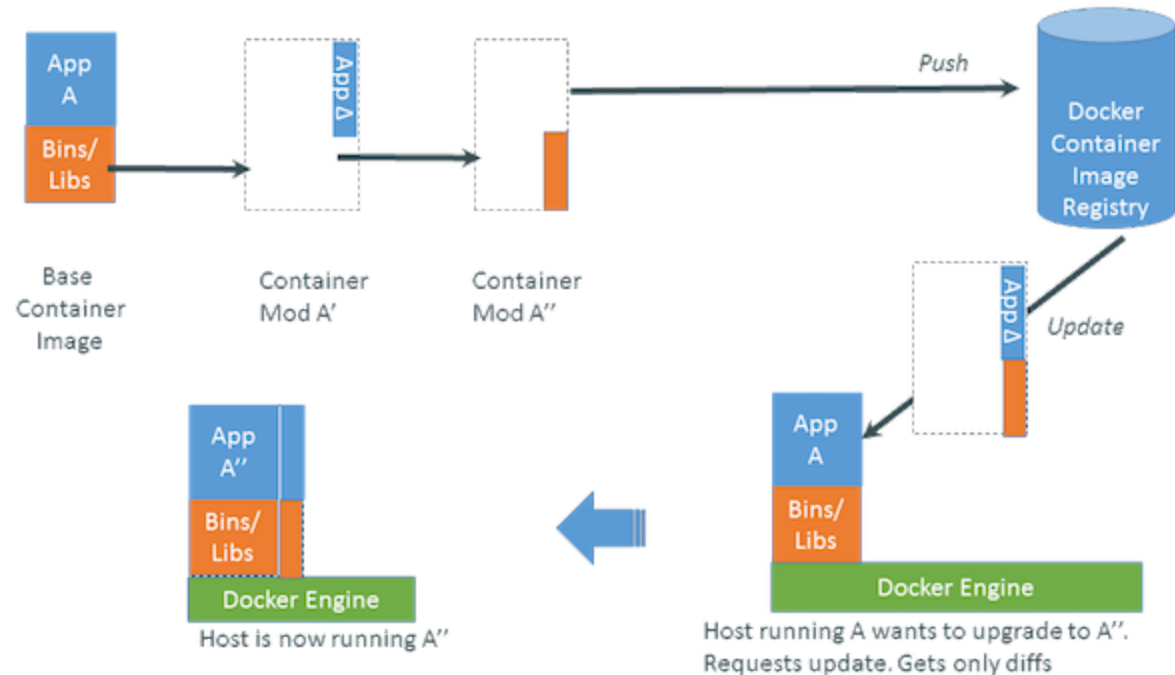 App
A
Bins/
Libs
Base
Container
Image
App Δ
Container
Mod A'
Container
Mod A''
Push
Docker
Container
Image
Registry
App Δ
Update
App
A
Bins/
Libs
Docker Engine
Host running A wants to upgrade to A''.
Requests update. Gets only diffs
App
A''
Bins/
Libs
Docker Engine
Host is now running A''